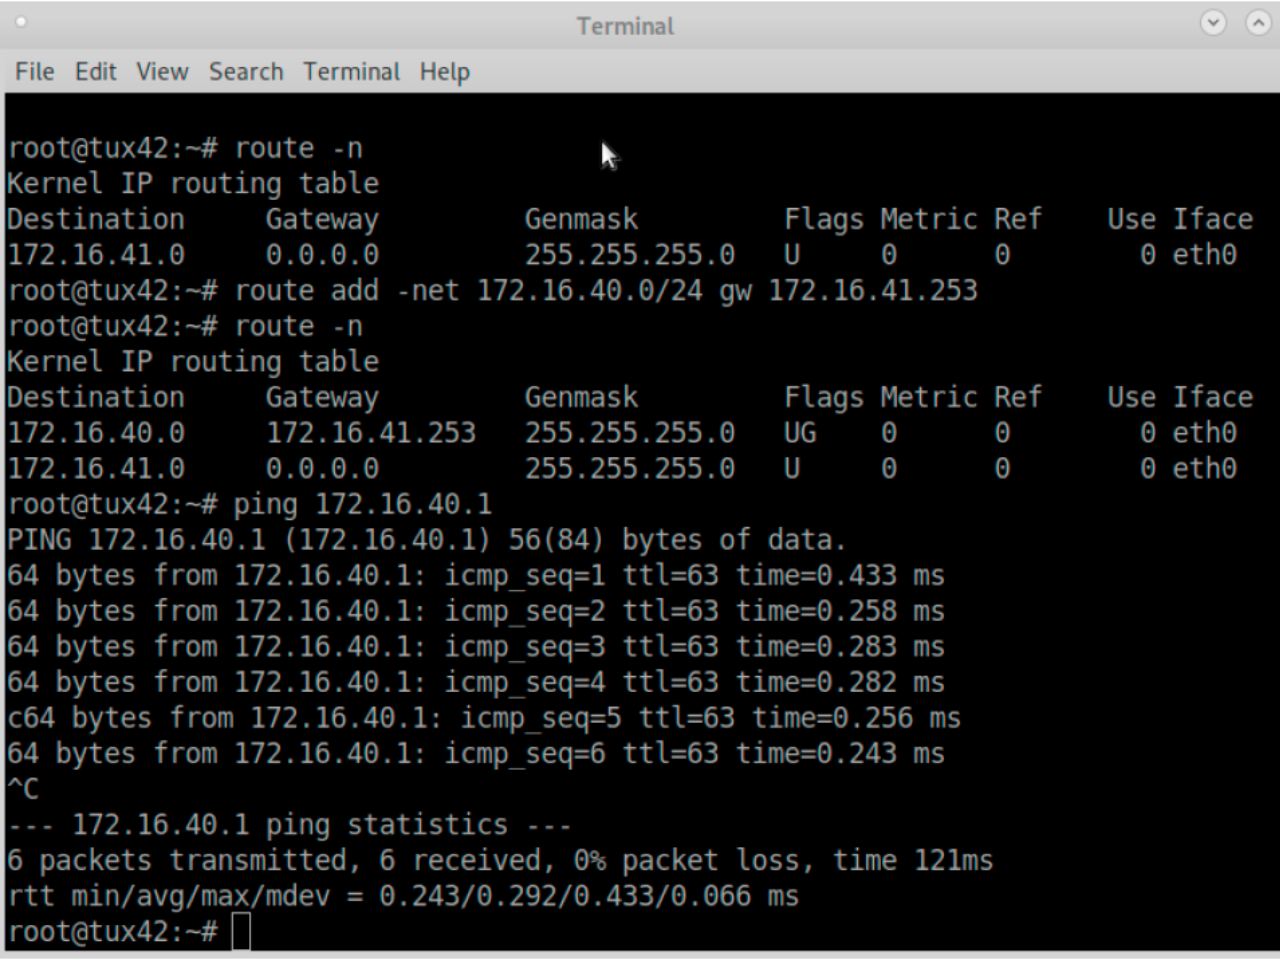 Terminal
File Edit View Search Terminal Help
root@tux42:~# route -n
Kernel IP routing table
Destination     Gateway         Genmask         Flags Metric Ref    Use Iface
172.16.41.0     0.0.0.0         255.255.255.0   U     0      0        0 eth0
root@tux42:~# route add -net 172.16.40.0/24 gw 172.16.41.253
root@tux42:~# route -n
Kernel IP routing table
Destination     Gateway         Genmask         Flags Metric Ref    Use Iface
172.16.40.0     172.16.41.253   255.255.255.0   UG    0      0        0 eth0
172.16.41.0     0.0.0.0         255.255.255.0   U     0      0        0 eth0
root@tux42:~# ping 172.16.40.1
PING 172.16.40.1 (172.16.40.1) 56(84) bytes of data.
64 bytes from 172.16.40.1: icmp_seq=1 ttl=63 time=0.433 ms
64 bytes from 172.16.40.1: icmp_seq=2 ttl=63 time=0.258 ms
64 bytes from 172.16.40.1: icmp_seq=3 ttl=63 time=0.283 ms
64 bytes from 172.16.40.1: icmp_seq=4 ttl=63 time=0.282 ms
c64 bytes from 172.16.40.1: icmp_seq=5 ttl=63 time=0.256 ms
64 bytes from 172.16.40.1: icmp_seq=6 ttl=63 time=0.243 ms
^C
--- 172.16.40.1 ping statistics ---
6 packets transmitted, 6 received, 0% packet loss, time 121ms
rtt min/avg/max/mdev = 0.243/0.292/0.433/0.066 ms
root@tux42:~#